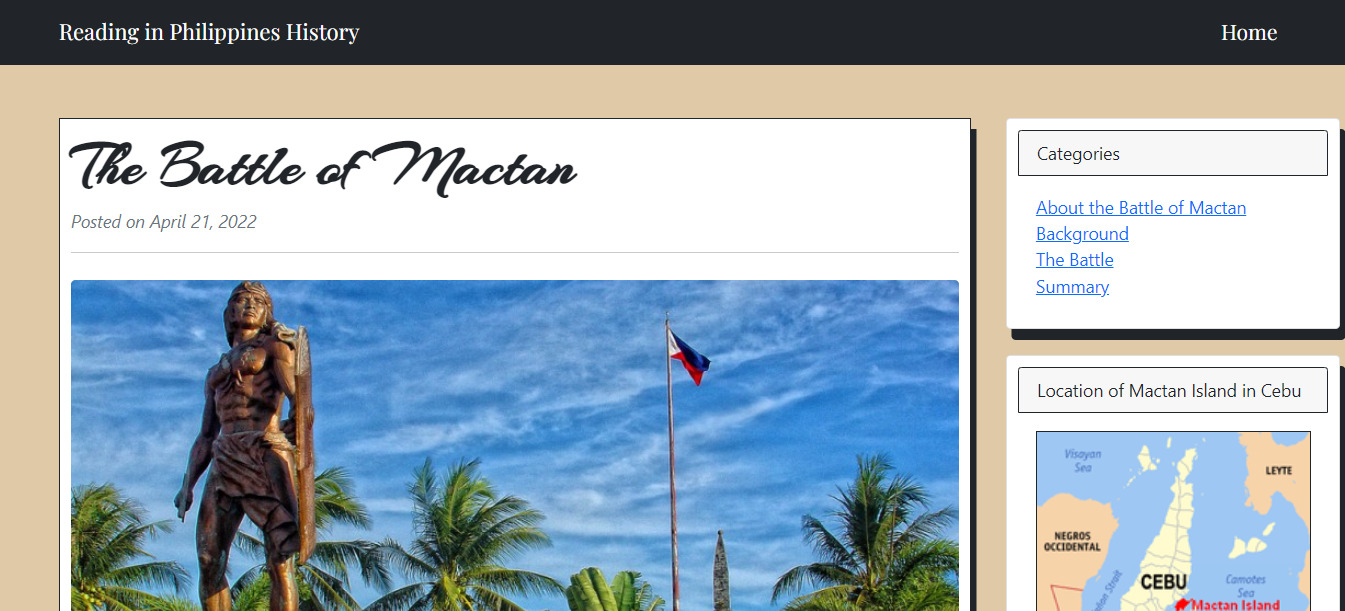 Reading in Philippines History
Home
The Battle of Mactan
Posted on April 21, 2022
Categories
About the Battle of Mactan
Background
The Battle
Summary
Location of Mactan Island in Cebu
Visayan
Sea
LEYTE
NEGROS
OCCIDENTAL
CEBU
Camotes
Sea
Strait
Mactan Island